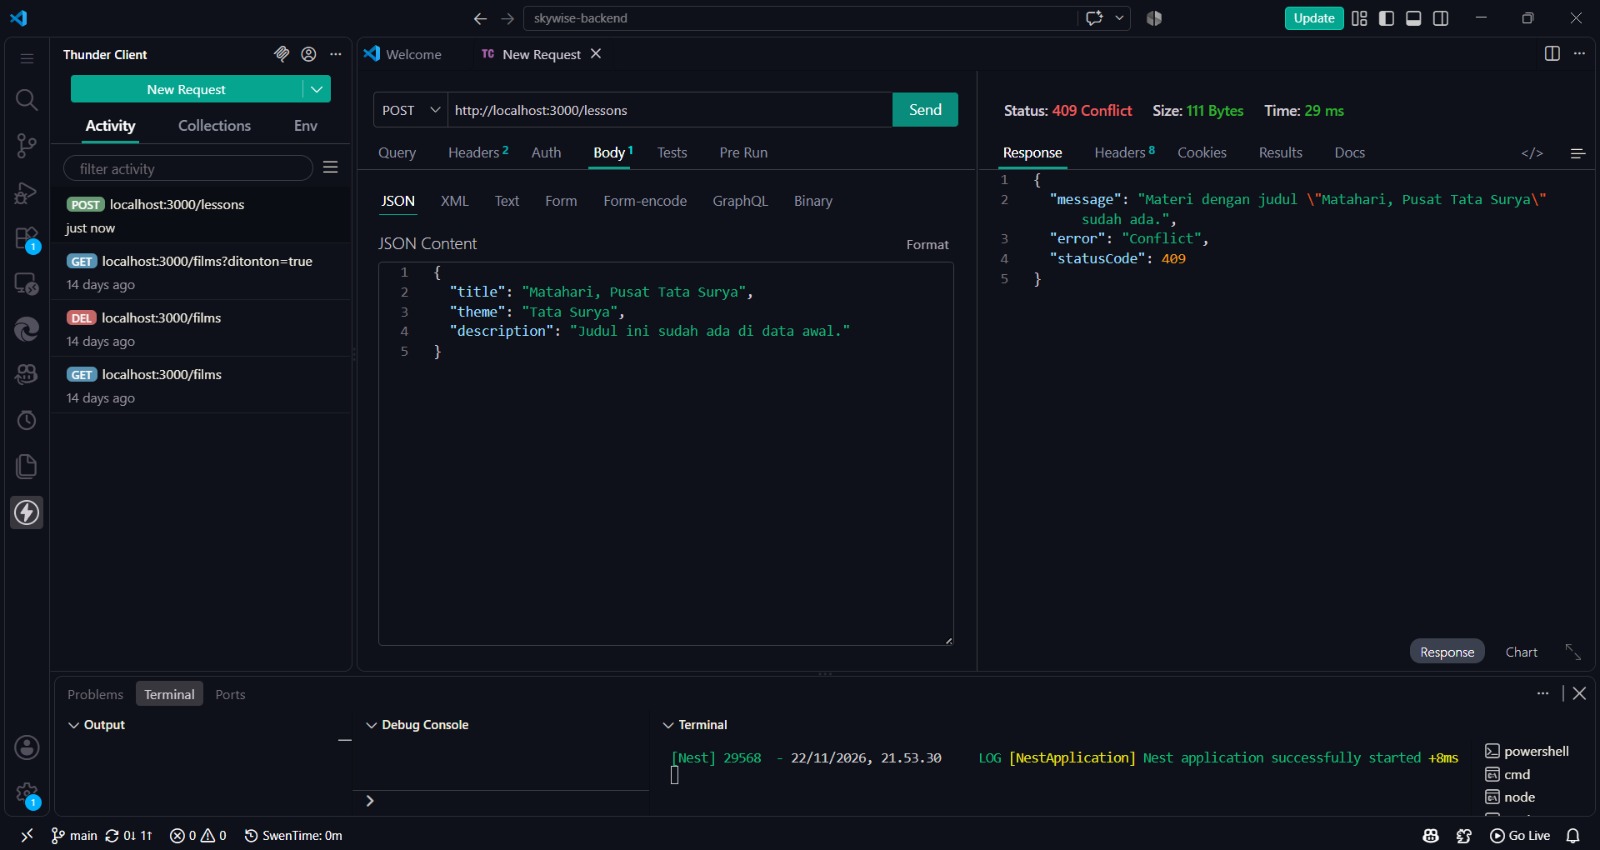 skywise-backend
Update
Thunder Client
New Request
Activity
Collections
Env
filter activity
POST localhost:3000/lessons
just now
GET localhost:3000/films?ditonton=true
14 days ago
DEL localhost:3000/films
14 days ago
GET localhost:3000/films
14 days ago
1
1
Welcome
TC New Request
POST
http://localhost:3000/lessons
Send
Query
Headers 2
Auth
Body 1
Tests
Pre Run
JSON
XML
Text
Form
Form-encode
GraphQL
Binary
JSON Content
Format
1 {
2 "title": "Matahari, Pusat Tata Surya",
3 "theme": "Tata Surya",
4 "description": "Judul ini sudah ada di data awal."
5 }
Status: 409 Conflict Size: 111 Bytes Time: 29 ms
Response
Headers 8
Cookies
Results
Docs
</>
1 {
2 "message": "Materi dengan judul \"Matahari, Pusat Tata Surya\"
sudah ada.",
3 "error": "Conflict",
4 "statusCode": 409
5 }
Response
Chart
Problems
Terminal
Ports
Output
Debug Console
Terminal
[Nest] 29568 - 22/11/2026, 21.53.30 LOG [NestApplication] Nest application successfully started +8ms
powershell
cmd
node
main 0↓ 1↑ 0 0 SwenTime: 0m
Go Live